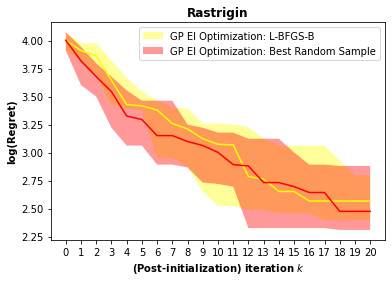 Rastrigin
GP EI Optimization: L-BFGS-B
GP EI Optimization: Best Random Sample
log(Regret)
4.00
3.75
3.50
3.25
3.00
2.75
2.50
2.25
0 1 2 3 4 5 6 7 8 9 10 11 12 13 14 15 16 17 18 19 20
(Post-initialization) iteration k